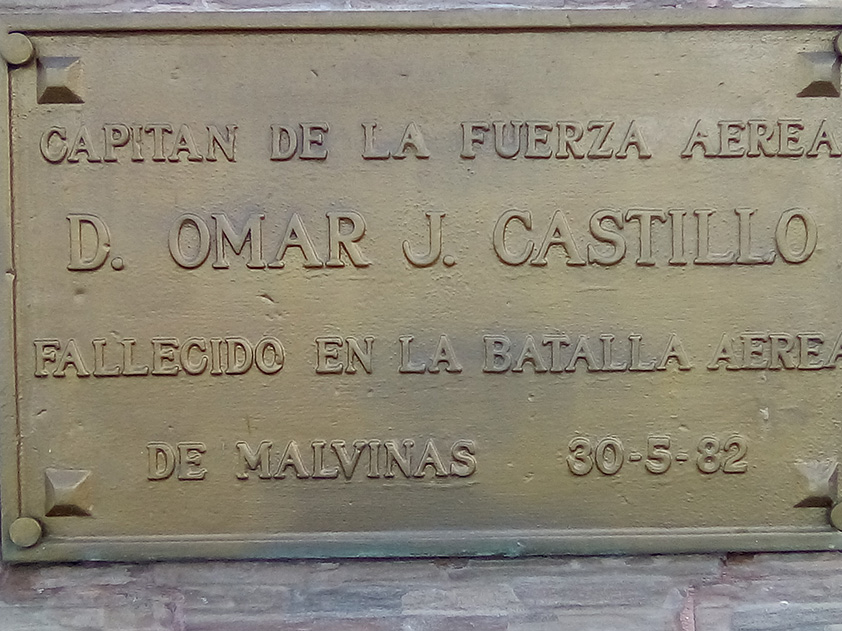 CAPITAN DE LA FUERZA AEREA
D. OMAR J. CASTILLO
FALLECIDO EN LA BATALLA AEREA
DE MALVINAS 30-5-82